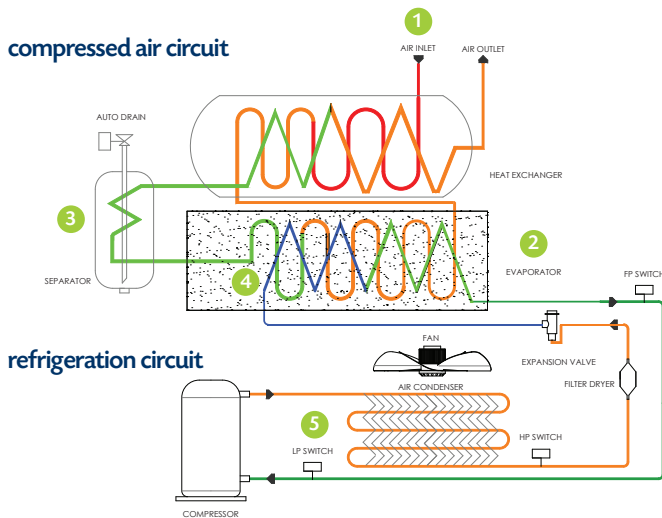 1
AIR INLET
AIR OUTLET
compressed air circuit
AUTO DRAIN
HEAT EXCHANGER
3
2
SEPARATOR
4
EVAPORATOR
FP SWITCH
FAN
refrigeration circuit
EXPANSION VALVE
AIR CONDENSER
FILTER DRYER
5
LP SWITCH
HP SWITCH
COMPRESSOR